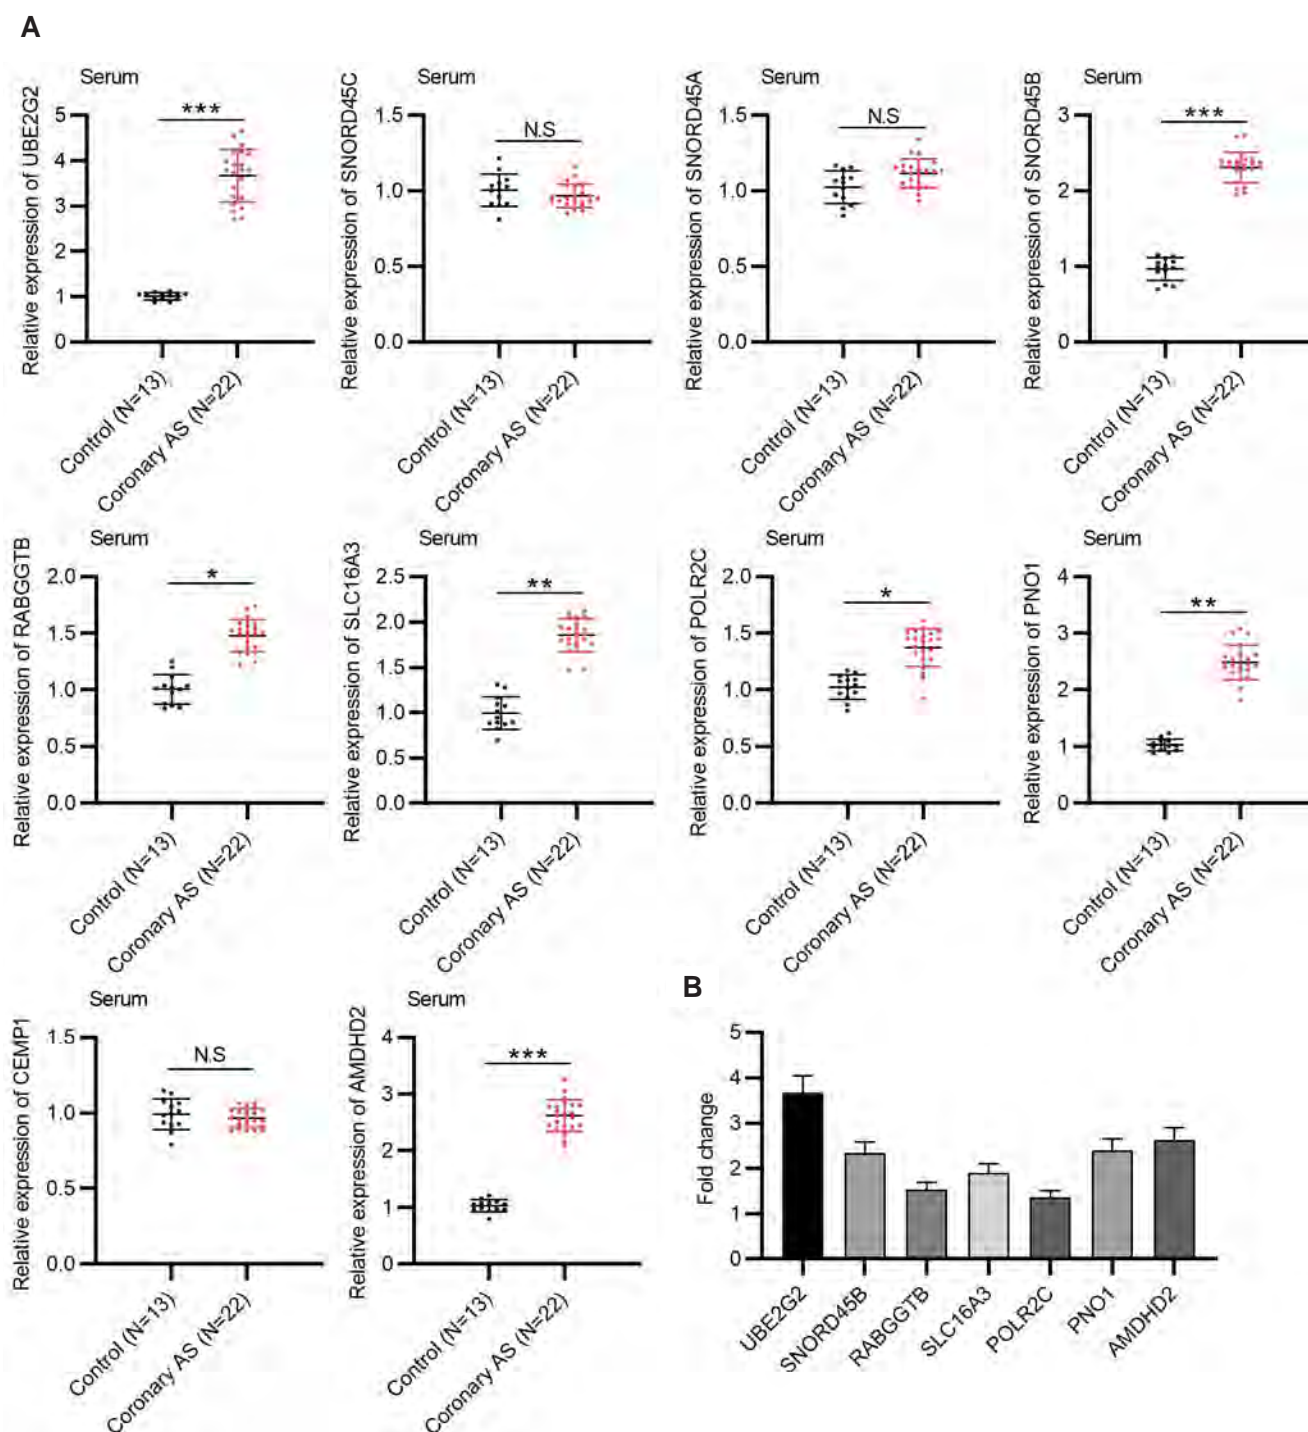 A
Serum
Relative expression of UBE2G2
5
4
3
2
1
0
***
Control (N=13)
Coronary AS (N=22)
Serum
Relative expression of SNORD45C
1.5
1.0
0.5
0.0
N.S
Control (N=13)
Coronary AS (N=22)
Serum
Relative expression of SNORD45A
1.5
1.0
0.5
0.0
N.S
Control (N=13)
Coronary AS (N=22)
Serum
Relative expression of SNORD45B
3
2
1
0
***
Control (N=13)
Coronary AS (N=22)
Serum
Relative expression of RABGGTB
2.0
1.5
1.0
0.5
0.0
*
Control (N=13)
Coronary AS (N=22)
Serum
Relative expression of SLC16A3
2.5
2.0
1.5
1.0
0.5
0.0
**
Control (N=13)
Coronary AS (N=22)
Serum
Relative expression of POLR2C
2.0
1.5
1.0
0.5
0.0
*
Control (N=13)
Coronary AS (N=22)
Serum
Relative expression of PNO1
4
3
2
1
0
**
Control (N=13)
Coronary AS (N=22)
Serum
Relative expression of CEMP1
1.5
1.0
0.5
0.0
N.S
Control (N=13)
Coronary AS (N=22)
Serum
Relative expression of AMDHD2
4
3
2
1
0
***
Control (N=13)
Coronary AS (N=22)
B
Fold change
5
4
3
2
1
0
UBE2G2
SNORD45B
RABGGTB
SLC16A3
POLR2C
PNO1
AMDHD2